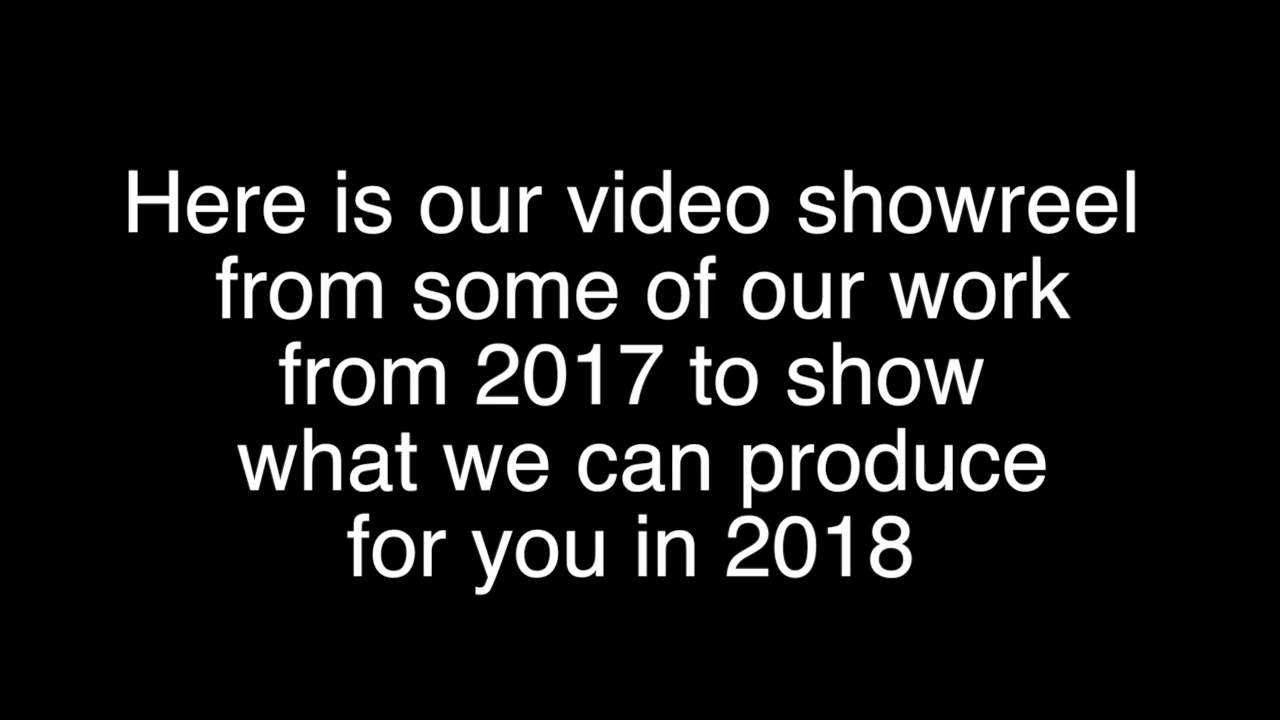 Here is our video showreel
from some of our work
from 2017 to show
what we can produce
for you in 2018